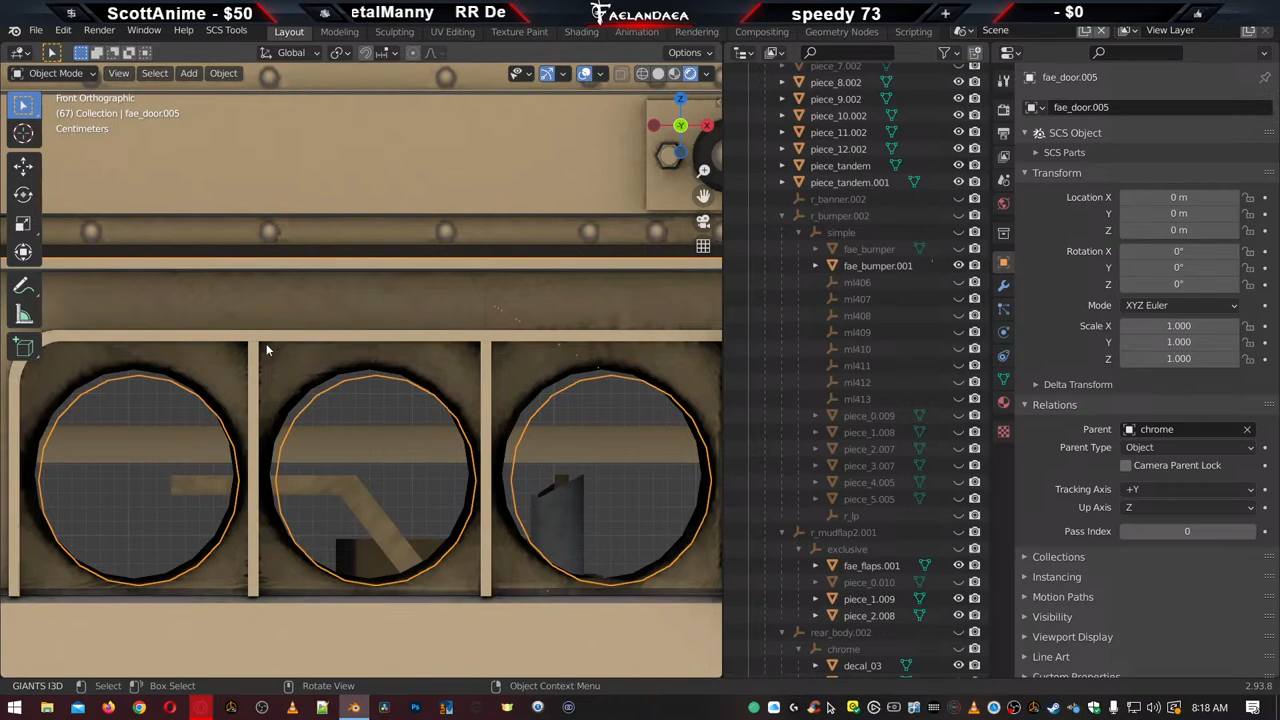 ScottAnime - $50
etalManny RR De
FAELANDAEA
speedy 73
- $0
File Edit Render Window Help SCS Tools
Layout Modeling Sculpting UV Editing Texture Paint Shading Animation Rendering Compositing Geometry Nodes Scripting
Scene
View Layer
Global
Options
Object Mode View Select Add Object
Front Orthographic
(67) Collection | fae_door.005
Centimeters
Z
-Y
X
piece_7.002
piece_8.002
piece_9.002
piece_10.002
piece_11.002
piece_12.002
piece_tandem
piece_tandem.001
r_banner.002
r_bumper.002
simple
fae_bumper
fae_bumper.001
ml406
ml407
ml408
ml409
ml410
ml411
ml412
ml413
piece_0.009
piece_1.008
piece_2.007
piece_3.007
piece_4.005
piece_5.005
r_lp
r_mudflap2.001
exclusive
fae_flaps.001
piece_0.010
piece_1.009
piece_2.008
rear_body.002
chrome
decal_03
fae_door.005
fae_door.005
SCS Object
SCS Parts
Transform
Location X 0 m
Y 0 m
Z 0 m
Rotation X 0°
Y 0°
Z 0°
Mode XYZ Euler
Scale X 1.000
Y 1.000
Z 1.000
Delta Transform
Relations
Parent chrome
Parent Type Object
Camera Parent Lock
Tracking Axis +Y
Up Axis Z
Pass Index 0
Collections
Instancing
Motion Paths
Visibility
Viewport Display
Line Art
Custom Properties
GIANTS I3D Select Box Select Rotate View Object Context Menu 2.93.8
8:18 AM